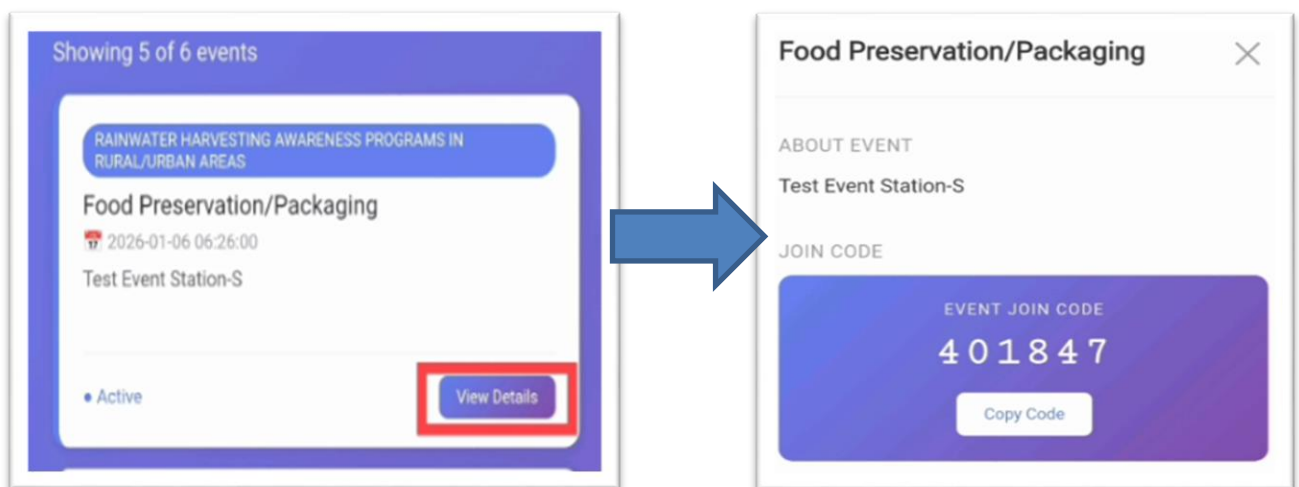 Showing 5 of 6 events
RAINWATER HARVESTING AWARENESS PROGRAMS IN
RURAL/URBAN AREAS
Food Preservation/Packaging
2026-01-06 06:26:00
Test Event Station-S
• Active
View Details
Food Preservation/Packaging
ABOUT EVENT
Test Event Station-S
JOIN CODE
EVENT JOIN CODE
401847
Copy Code